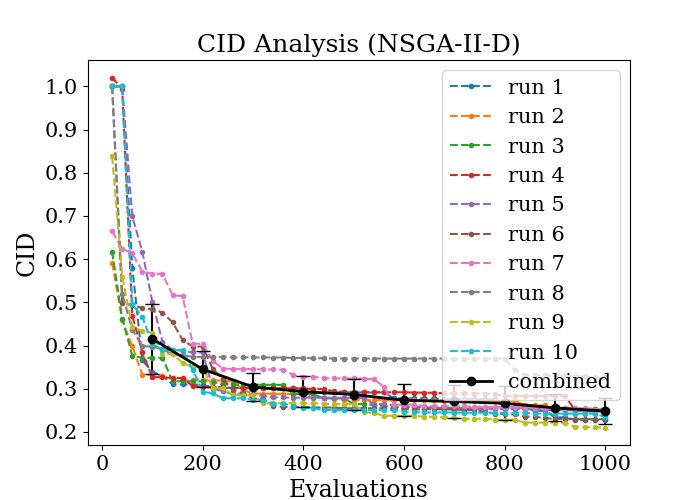 CID Analysis (NSGA-II-D)
CID
1.0
0.9
0.8
0.7
0.6
0.5
0.4
0.3
0.2
run 1
run 2
run 3
run 4
run 5
run 6
run 7
run 8
run 9
run 10
combined
0 200 400 600 800 1000
Evaluations